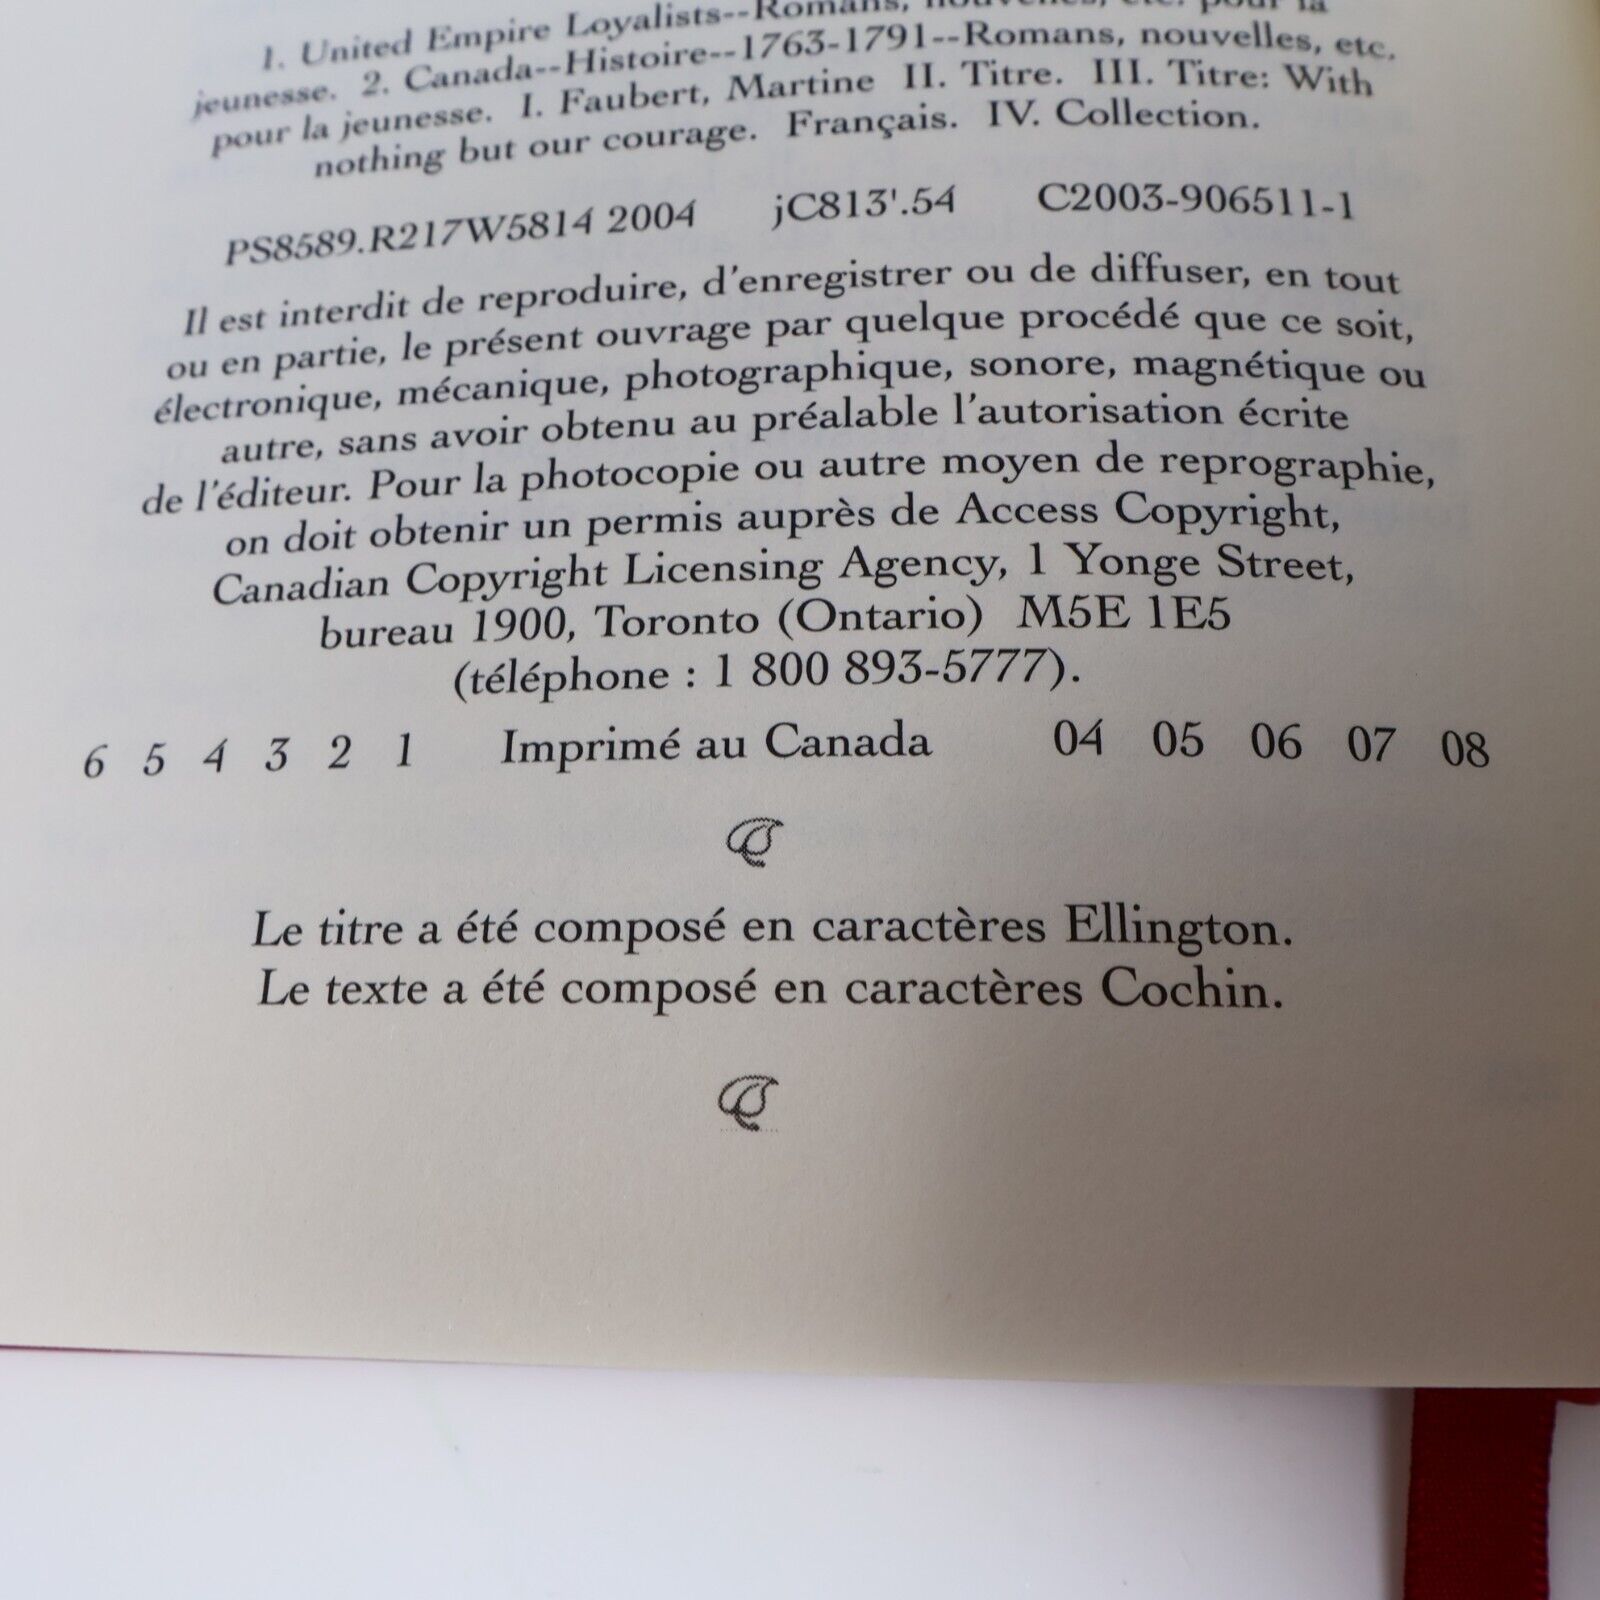 1. United Empire Loyalists--Romans, nouvelles, etc. pour la
jeunesse. 2. Canada--Histoire--1763-1791--Romans, nouvelles, etc.
pour la jeunesse. I. Faubert, Martine II. Titre. III. Titre: With
nothing but our courage. Français. IV. Collection.
PS8589.R217W5814 2004 jC813'.54 C2003-906511-1
Il est interdit de reproduire, d'enregistrer ou de diffuser, en tout
ou en partie, le présent ouvrage par quelque procédé que ce soit,
électronique, mécanique, photographique, sonore, magnétique ou
autre, sans avoir obtenu au préalable l'autorisation écrite
de l'éditeur. Pour la photocopie ou autre moyen de reprographie,
on doit obtenir un permis auprès de Access Copyright,
Canadian Copyright Licensing Agency, 1 Yonge Street,
bureau 1900, Toronto (Ontario) M5E 1E5
(téléphone : 1 800 893-5777).
6 5 4 3 2 1 Imprimé au Canada 04 05 06 07 08
Le titre a été composé en caractères Ellington.
Le texte a été composé en caractères Cochin.